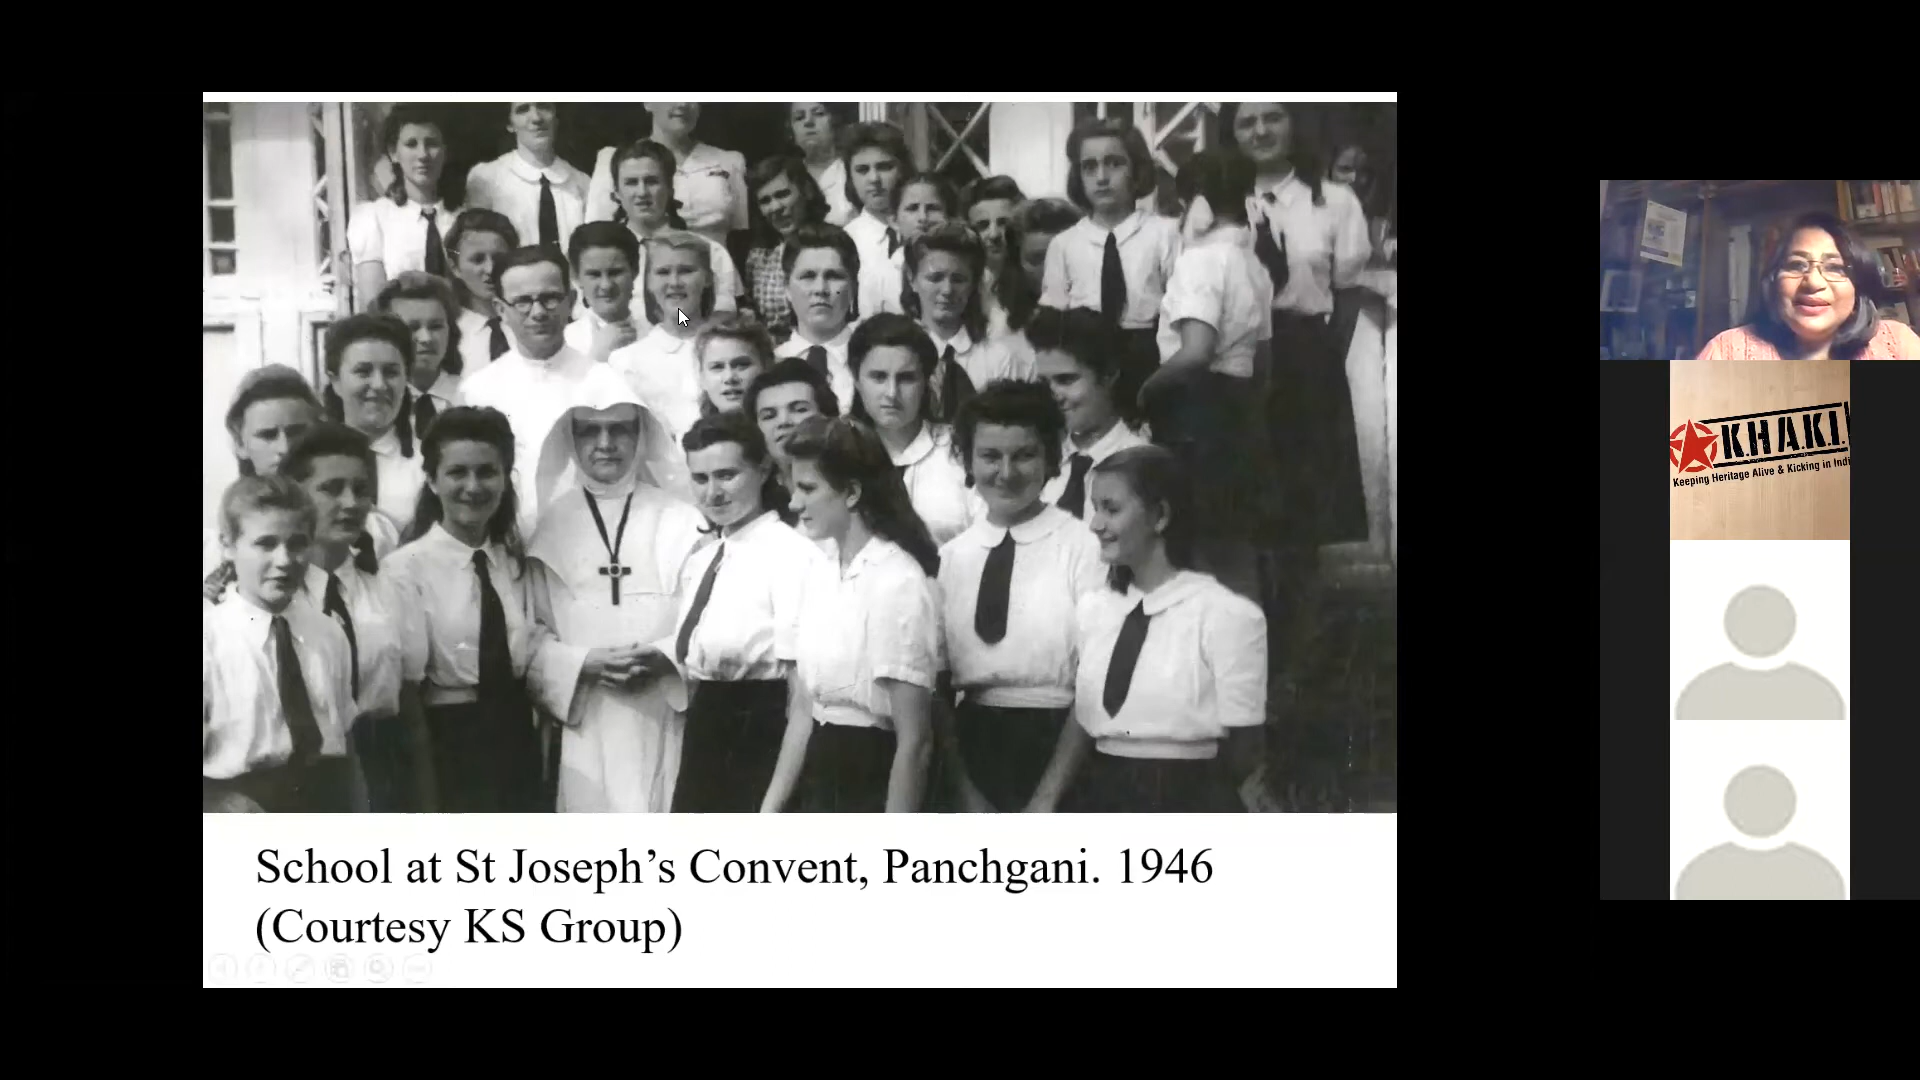 School at St Joseph’s Convent, Panchgani. 1946
(Courtesy KS Group)
K.H.A.K.I.
Keeping Heritage Alive & Kicking in Indi